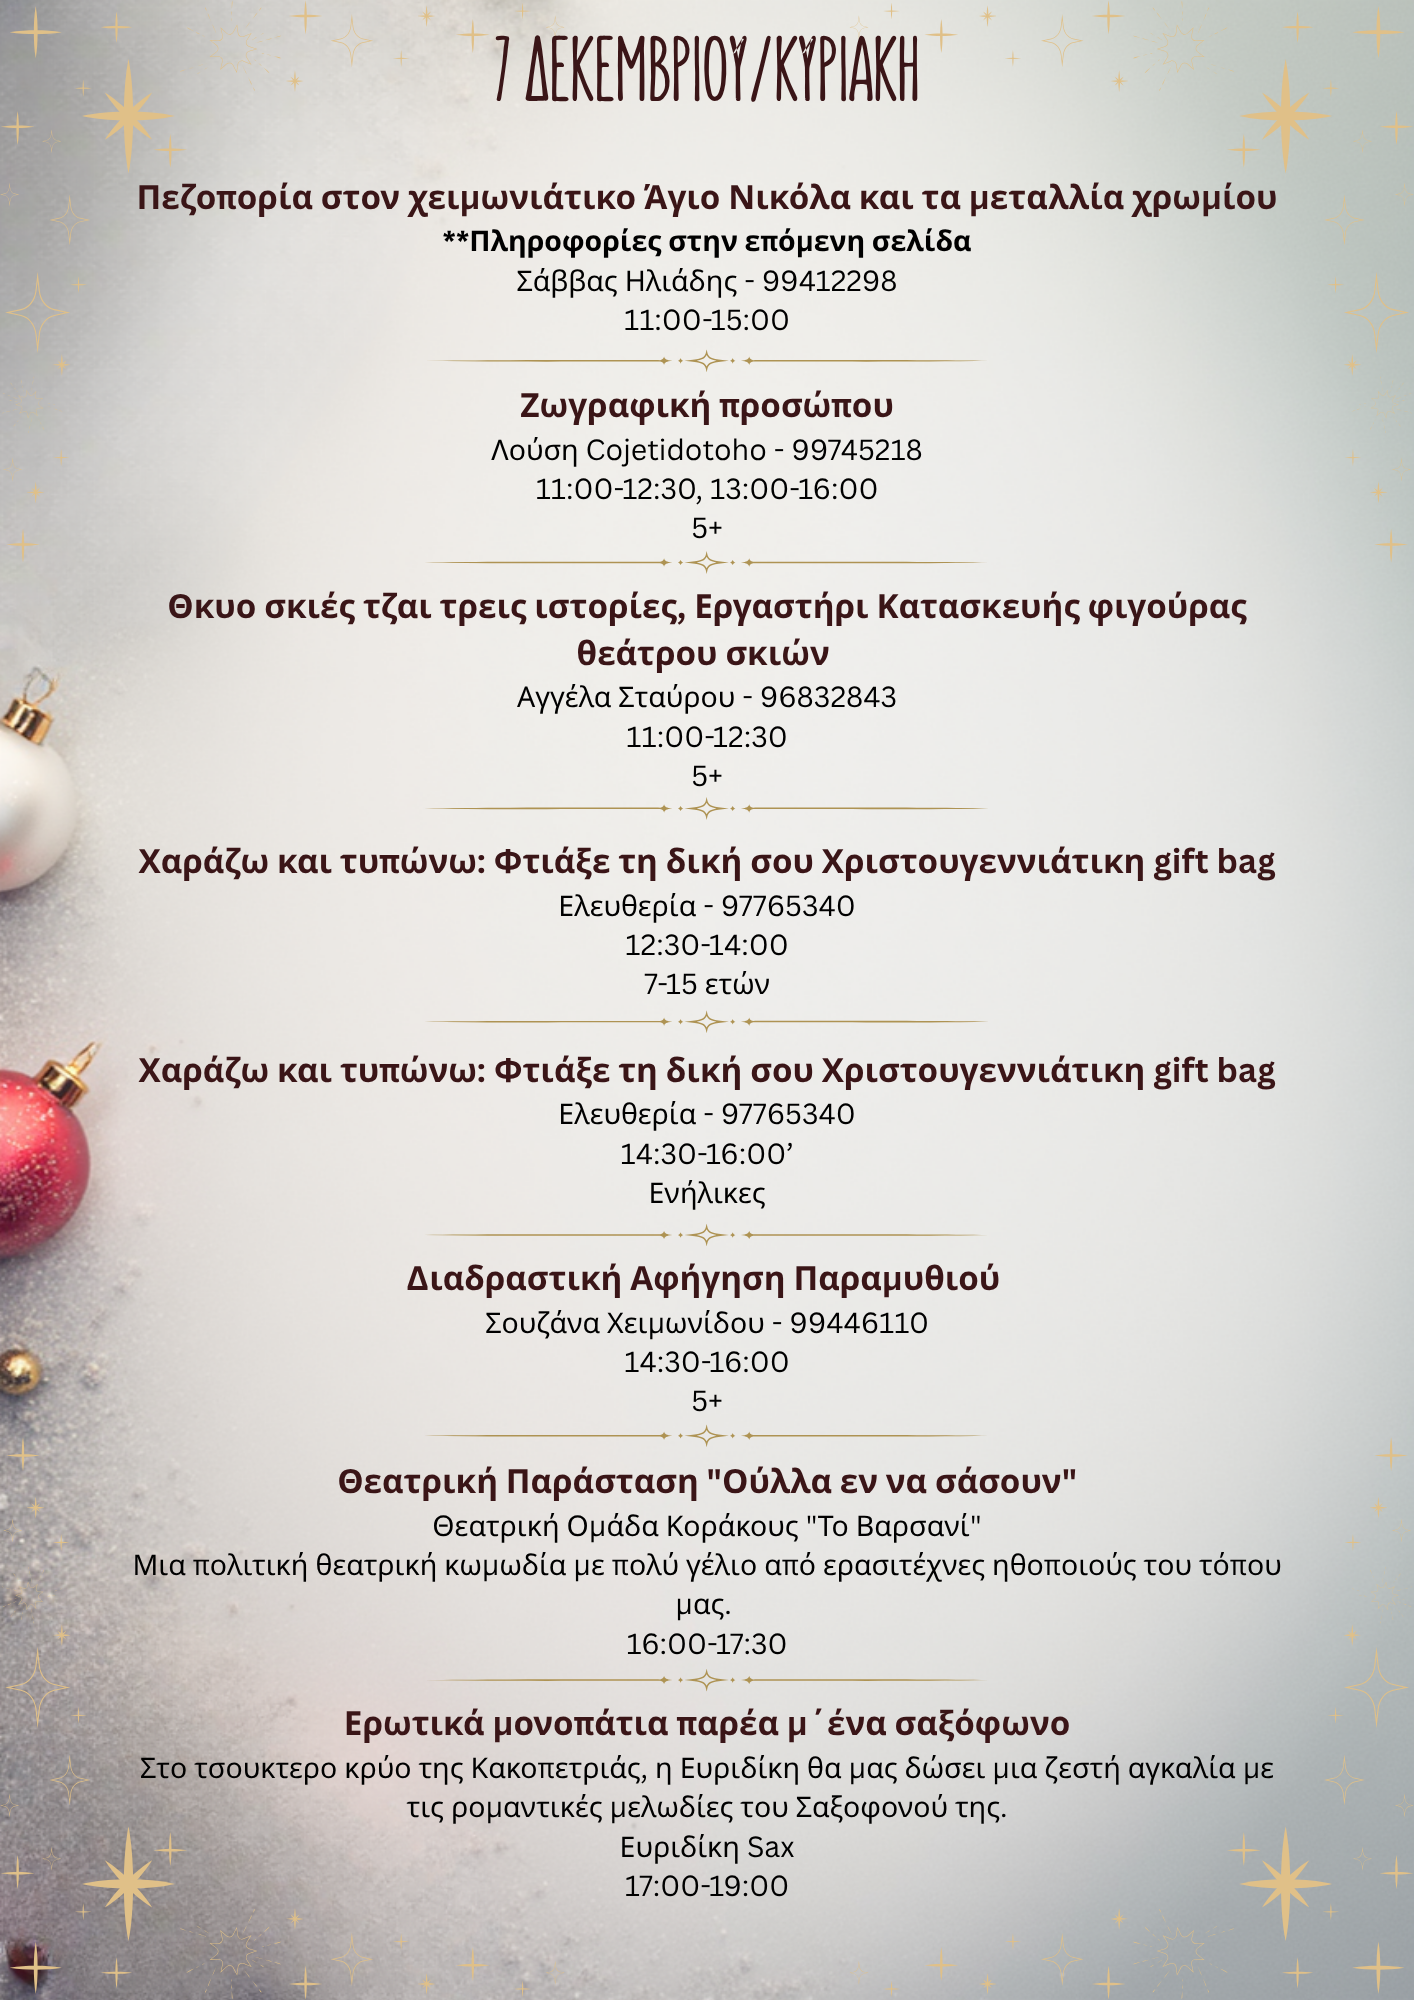 7 ΔΕΚΕΜΒΡΙΟΥ/ΚΥΡΙΑΚΗ
Πεζοπορία στον χειμωνιάτικο Άγιο Νικόλα και τα μεταλλία χρωμίου
**Πληροφορίες στην επόμενη σελίδα
Σάββας Ηλιάδης - 99412298
11:00-15:00
Ζωγραφική προσώπου
Λούση Cojetidotoho - 99745218
11:00-12:30, 13:00-16:00
5+
Θκυο σκιές τζαι τρεις ιστορίες, Εργαστήρι Κατασκευής φιγούρας
θεάτρου σκιών
Αγγέλα Σταύρου - 96832843
11:00-12:30
5+
Χαράζω και τυπώνω: Φτιάξε τη δική σου Χριστουγεννιάτικη gift bag
Ελευθερία - 97765340
12:30-14:00
7-15 ετών
Χαράζω και τυπώνω: Φτιάξε τη δική σου Χριστουγεννιάτικη gift bag
Ελευθερία - 97765340
14:30-16:00’
Ενήλικες
Διαδραστική Αφήγηση Παραμυθιού
Σουζάνα Χειμωνίδου - 99446110
14:30-16:00
5+
Θεατρική Παράσταση "Ούλλα εν να σάσουν"
Θεατρική Ομάδα Κοράκους "Το Βαρσανί"
Μια πολιτική θεατρική κωμωδία με πολύ γέλιο από ερασιτέχνες ηθοποιούς του τόπου
μας.
16:00-17:30
Ερωτικά μονοπάτια παρέα μ ΄ένα σαξόφωνο
Στο τσουκτερο κρύο της Κακοπετριάς, η Ευριδίκη θα μας δώσει μια ζεστή αγκαλία με
τις ρομαντικές μελωδίες του Σαξοφονού της.
Ευριδίκη Sax
17:00-19:00